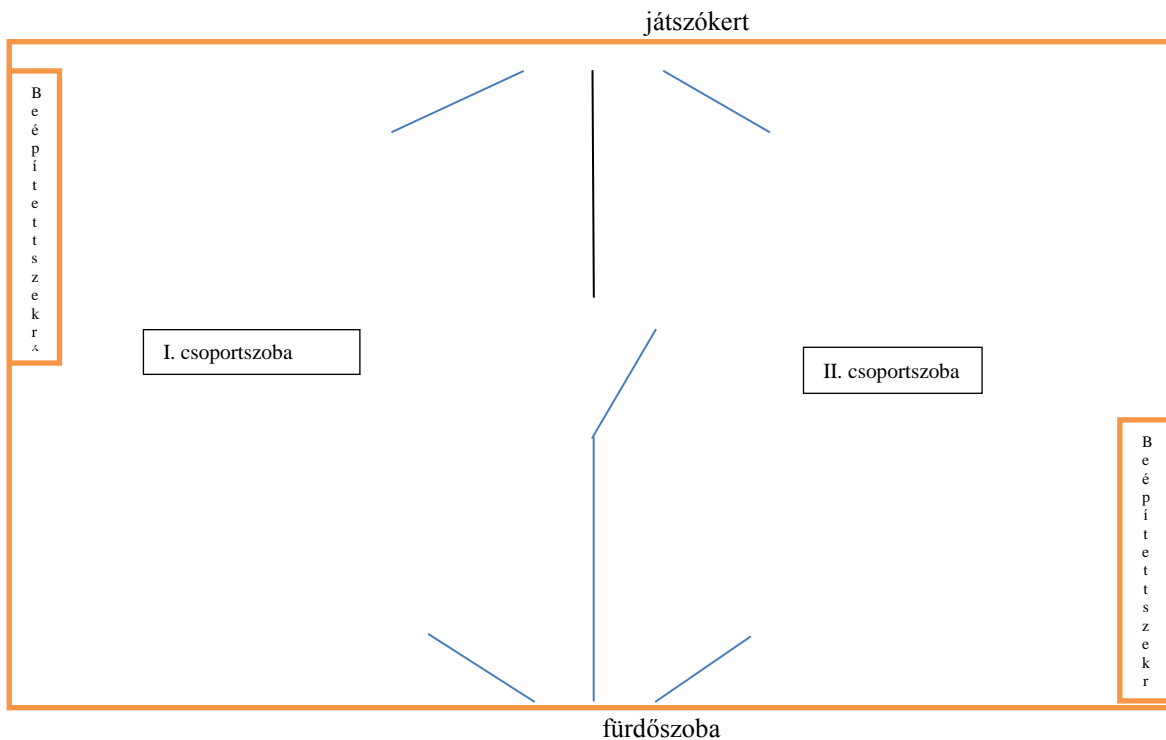 játszókert
Beépítettszekr
I. csoportszoba
II. csoportszoba
Beépítettszekr
fürdőszoba